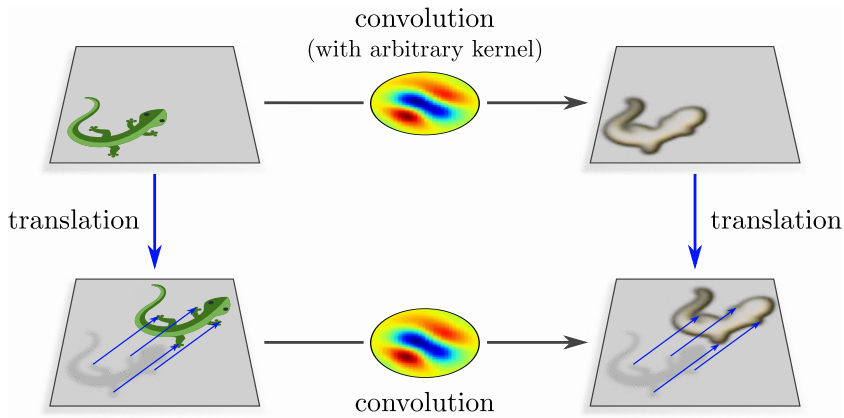 convolution
(with arbitrary kernel)
translation
translation
convolution